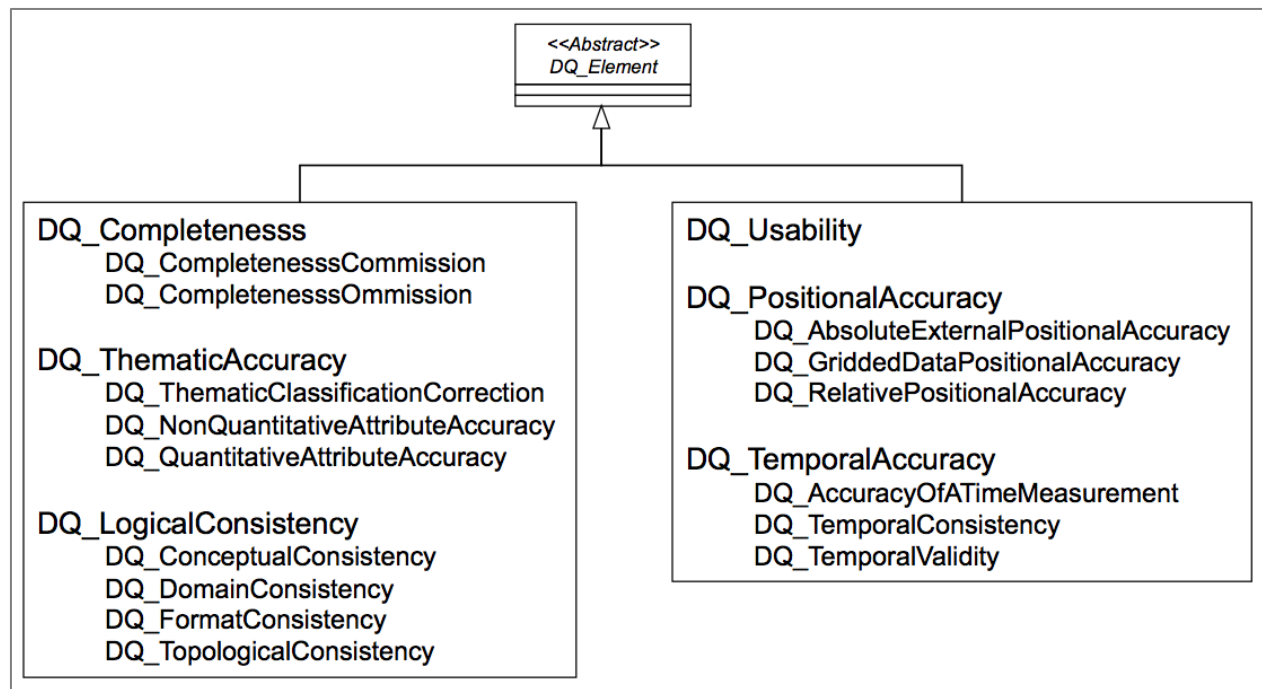 <<Abstract>>
DQ_Element
DQ_Completenesss
DQ_CompletenesssCommission
DQ_CompletenesssOmmission
DQ_ThematicAccuracy
DQ_ThematicClassificationCorrection
DQ_NonQuantitativeAttributeAccuracy
DQ_QuantitativeAttributeAccuracy
DQ_LogicalConsistency
DQ_ConceptualConsistency
DQ_DomainConsistency
DQ_FormatConsistency
DQ_TopologicalConsistency
DQ_Usability
DQ_PositionalAccuracy
DQ_AbsoluteExternalPositionalAccuracy
DQ_GriddedDataPositionalAccuracy
DQ_RelativePositionalAccuracy
DQ_TemporalAccuracy
DQ_AccuracyOfATimeMeasurement
DQ_TemporalConsistency
DQ_TemporalValidity